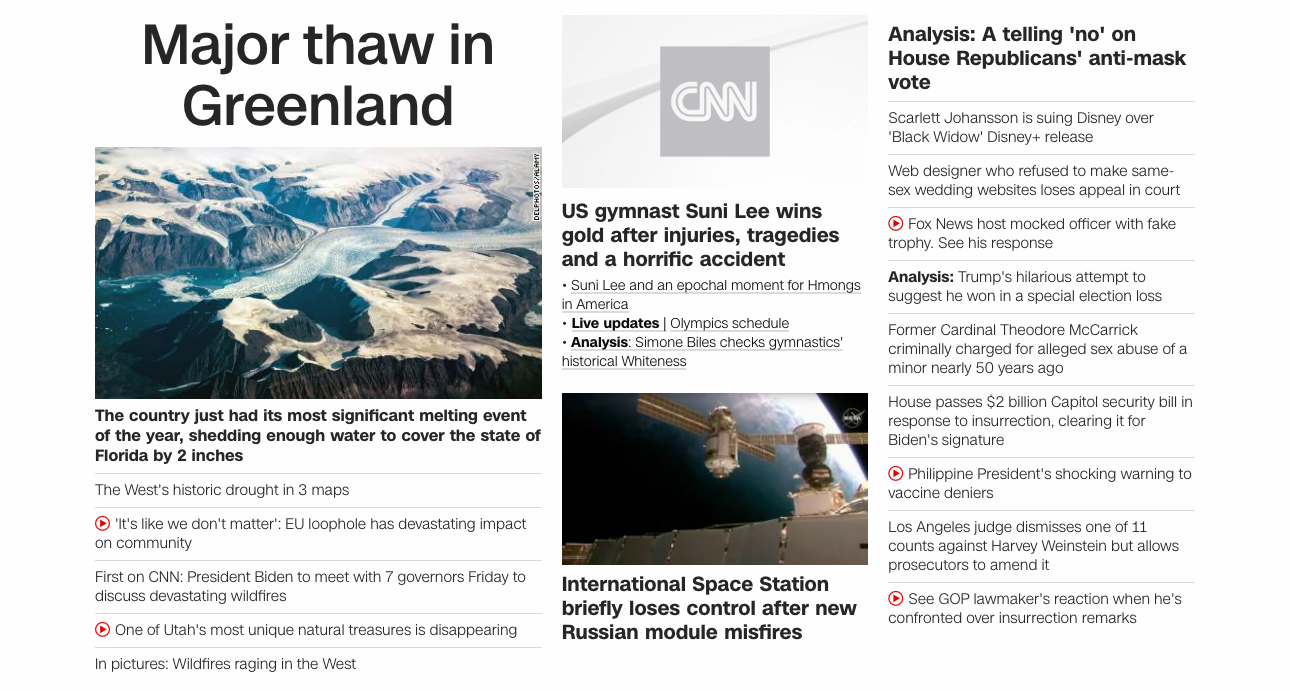 Major thaw in
Greenland
DELPHOTOS/ALAMY
The country just had its most significant melting event
of the year, shedding enough water to cover the state of
Florida by 2 inches
The West's historic drought in 3 maps
'It's like we don't matter': EU loophole has devastating impact
on community
First on CNN: President Biden to meet with 7 governors Friday to
discuss devastating wildfires
One of Utah's most unique natural treasures is disappearing
In pictures: Wildfires raging in the West
CNN
US gymnast Suni Lee wins
gold after injuries, tragedies
and a horrific accident
• Suni Lee and an epochal moment for Hmongs
in America
• Live updates | Olympics schedule
• Analysis: Simone Biles checks gymnastics'
historical Whiteness
NASA
International Space Station
briefly loses control after new
Russian module misfires
Analysis: A telling 'no' on
House Republicans' anti-mask
vote
Scarlett Johansson is suing Disney over
'Black Widow' Disney+ release
Web designer who refused to make same-
sex wedding websites loses appeal in court
Fox News host mocked officer with fake
trophy. See his response
Analysis: Trump's hilarious attempt to
suggest he won in a special election loss
Former Cardinal Theodore McCarrick
criminally charged for alleged sex abuse of a
minor nearly 50 years ago
House passes $2 billion Capitol security bill in
response to insurrection, clearing it for
Biden's signature
Philippine President's shocking warning to
vaccine deniers
Los Angeles judge dismisses one of 11
counts against Harvey Weinstein but allows
prosecutors to amend it
See GOP lawmaker's reaction when he's
confronted over insurrection remarks